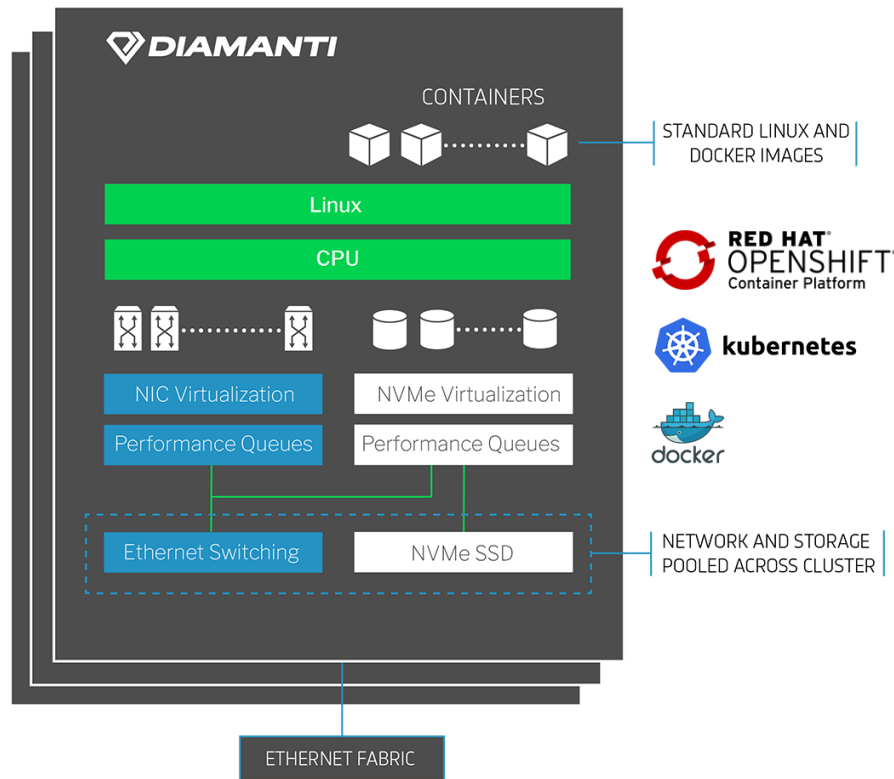 DIAMANTI
CONTAINERS
STANDARD LINUX AND
DOCKER IMAGES
Linux
CPU
RED HAT®
OPENSHIFT®
Container Platform
kubernetes
NIC Virtualization
NVMe Virtualization
Performance Queues
Performance Queues
docker
Ethernet Switching
NVMe SSD
NETWORK AND STORAGE
POOLED ACROSS CLUSTER
ETHERNET FABRIC